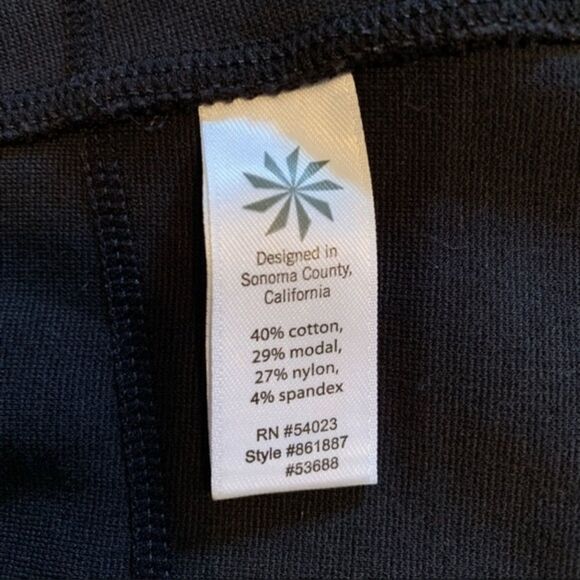 Designed in
Sonoma County,
California
40% cotton,
29% modal,
27% nylon,
4% spandex
RN #54023
Style #861887
#53688